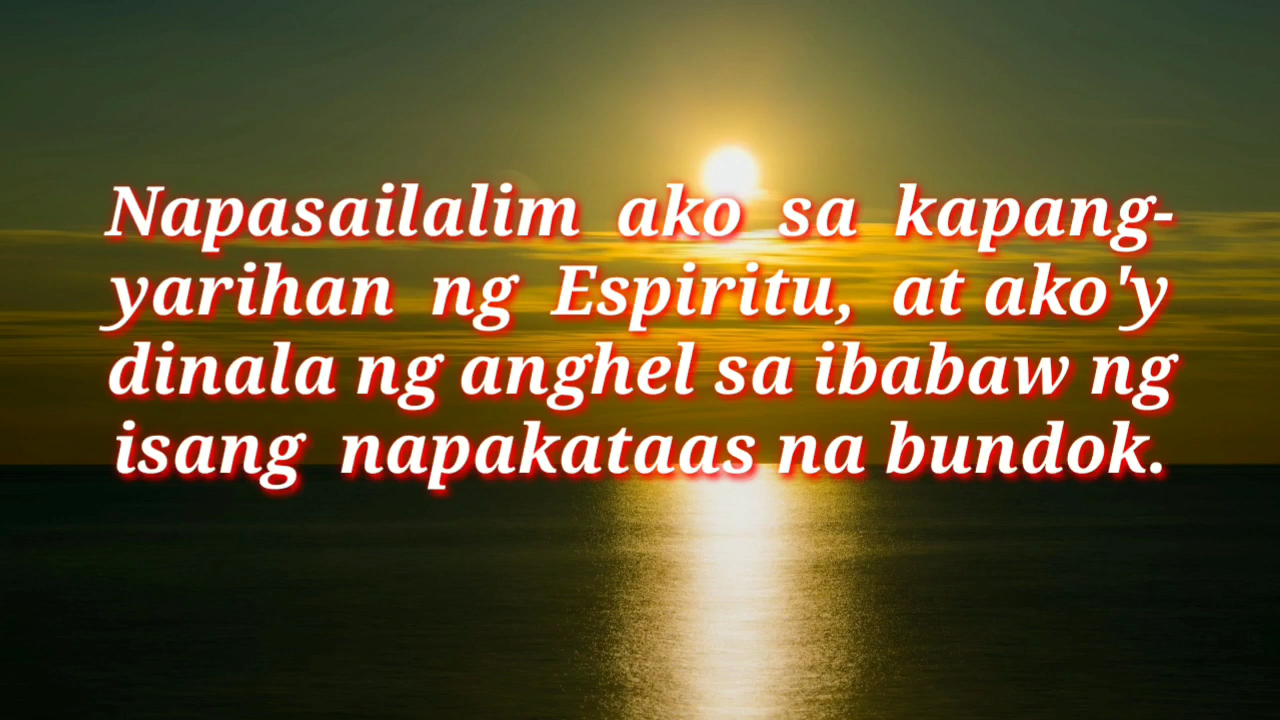 Napasailalim ako sa kapang-
yarihan ng Espiritu, at ako'y
dinala ng anghel sa ibabaw ng
isang napakataas na bundok.